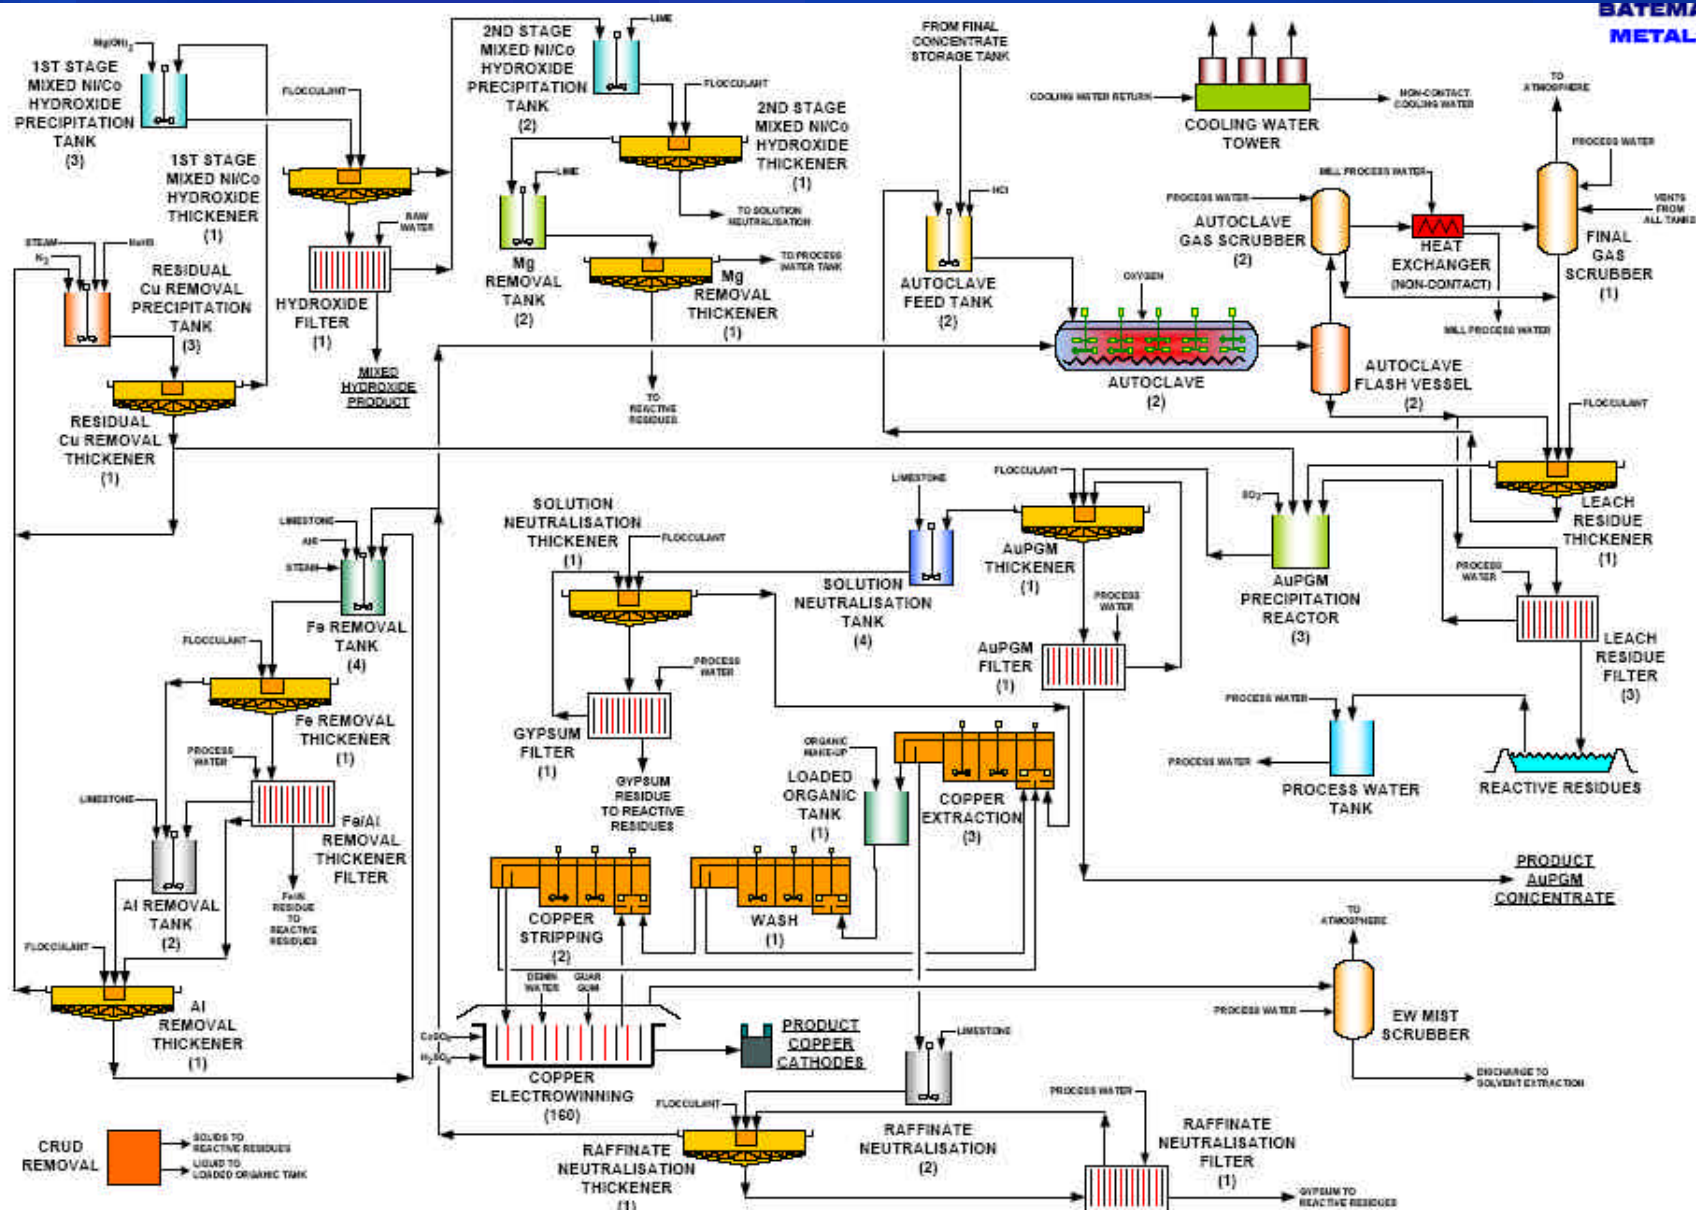 BATEMA
METAL
Mg(OH)2
1ST STAGE
MIXED NI/Co
HYDROXIDE
PRECIPITATION
TANK
(3)
FLOCCULANT
1ST STAGE
MIXED NI/Co
HYDROXIDE
THICKENER
(1)
2ND STAGE
MIXED NI/Co
HYDROXIDE
PRECIPITATION
TANK
(2)
LIME
FLOCCULANT
2ND STAGE
MIXED NI/Co
HYDROXIDE
THICKENER
(1)
TO SOLUTION
NEUTRALISATION
LIME
Mg
REMOVAL
TANK
(2)
TO PROCESS
WATER TANK
Mg
REMOVAL
THICKENER
(1)
TO
REACTIVE
RESIDUES
RAW
WATER
HYDROXIDE
FILTER
(1)
MIXED
HYDROXIDE
PRODUCT
STEAM
NaHS
N2
RESIDUAL
Cu REMOVAL
PRECIPITATION
TANK
(3)
RESIDUAL
Cu REMOVAL
THICKENER
(1)
FROM FINAL
CONCENTRATE
STORAGE TANK
HCl
AUTOCLAVE
FEED TANK
(2)
COOLING WATER RETURN
NON-CONTACT
COOLING WATER
COOLING WATER
TOWER
OXYGEN
AUTOCLAVE
(2)
PROCESS WATER
AUTOCLAVE
GAS SCRUBBER
(2)
MILL PROCESS WATER
HEAT
EXCHANGER
(NON-CONTACT)
MILL PROCESS WATER
TO
ATMOSPHERE
PROCESS WATER
VENTS
FROM
ALL TANKS
FINAL
GAS
SCRUBBER
(1)
AUTOCLAVE
FLASH VESSEL
(2)
FLOCCULANT
LEACH
RESIDUE
THICKENER
(1)
SO2
AuPGM
PRECIPITATION
REACTOR
(3)
PROCESS
WATER
LEACH
RESIDUE
FILTER
(3)
FLOCCULANT
AuPGM
THICKENER
(1)
PROCESS
WATER
AuPGM
FILTER
(1)
LIMESTONE
SOLUTION
NEUTRALISATION
TANK
(4)
SOLUTION
NEUTRALISATION
THICKENER
(1)
FLOCCULANT
PROCESS
WATER
GYPSUM
FILTER
(1)
GYPSUM
RESIDUE
TO REACTIVE
RESIDUES
LIMESTONE
AIR
STEAM
Fe REMOVAL
TANK
(4)
FLOCCULANT
Fe REMOVAL
THICKENER
(1)
PROCESS
WATER
Fe/Al
REMOVAL
THICKENER
FILTER
Fe/Al
RESIDUE
TO
REACTIVE
RESIDUES
LIMESTONE
Al REMOVAL
TANK
(2)
FLOCCULANT
Al
REMOVAL
THICKENER
(1)
ORGANIC
MAKE-UP
LOADED
ORGANIC
TANK
(1)
COPPER
EXTRACTION
(3)
COPPER
STRIPPING
(2)
WASH
(1)
DEMIN
WATER
GUAR
GUM
CoSO4
H2SO4
COPPER
ELECTROWINNING
(160)
PRODUCT
COPPER
CATHODES
PROCESS WATER
PROCESS WATER
PROCESS WATER
TANK
REACTIVE RESIDUES
PRODUCT
AuPGM
CONCENTRATE
TO
ATMOSPHERE
PROCESS WATER
EW MIST
SCRUBBER
DISCHARGE TO
SOLVENT EXTRACTION
LIMESTONE
RAFFINATE
NEUTRALISATION
(2)
FLOCCULANT
RAFFINATE
NEUTRALISATION
THICKENER
(1)
PROCESS WATER
RAFFINATE
NEUTRALISATION
FILTER
(1)
GYPSUM TO
REACTIVE RESIDUES
CRUD
REMOVAL
SOLIDS TO
REACTIVE RESIDUES
LIQUID TO
LOADED ORGANIC TANK